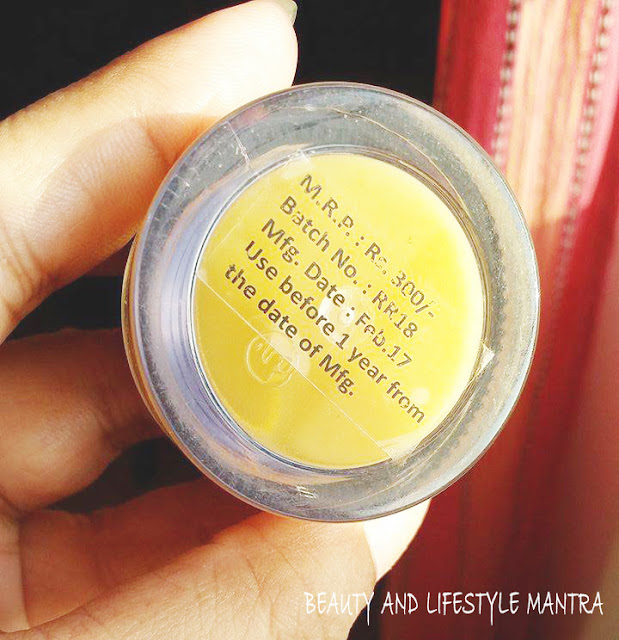 M.R.P. : Rs. 300/-
Batch No. : RR18
Mfg. Date : Feb.17
Use before 1 year from
the date of Mfg.
BEAUTY AND LIFESTYLE MANTRA